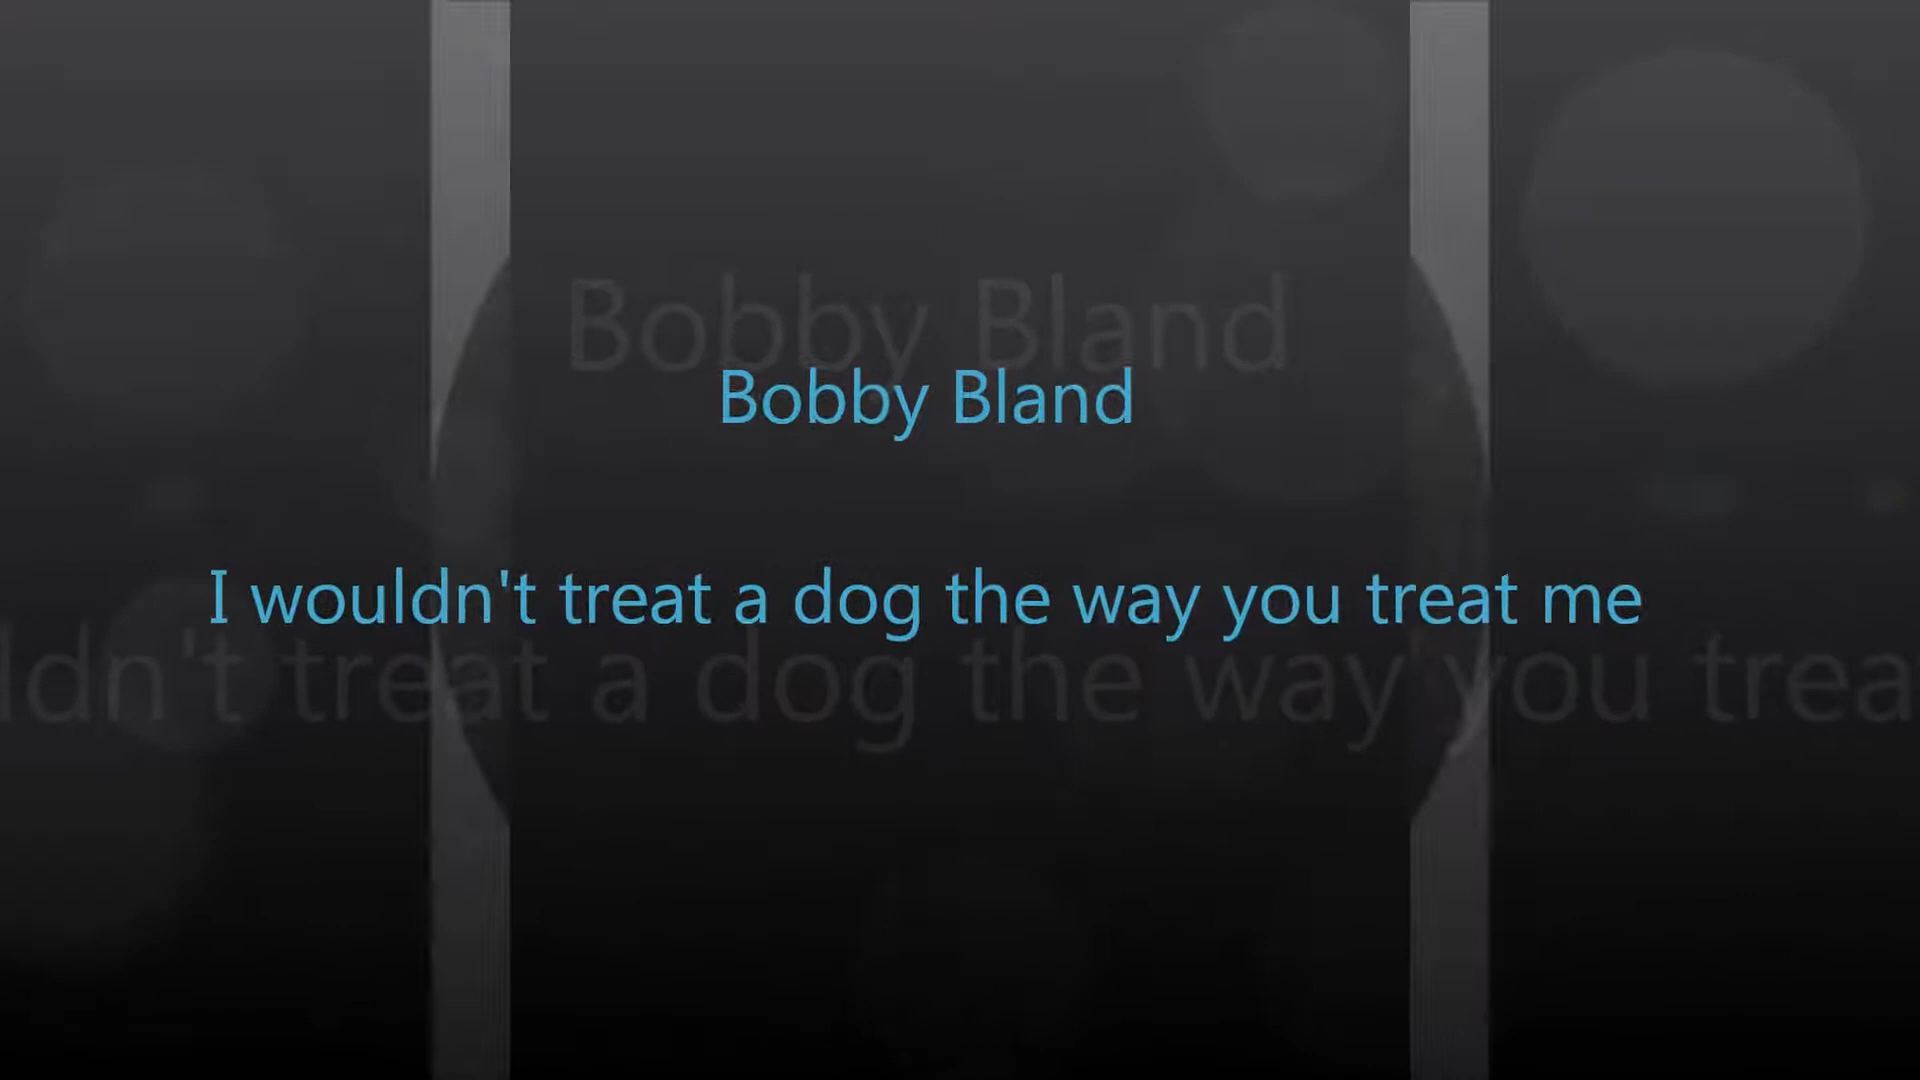 Bobby Bland
Bobby Bland
I wouldn't treat a dog the way you treat me
ldn't treat a dog the way you trea